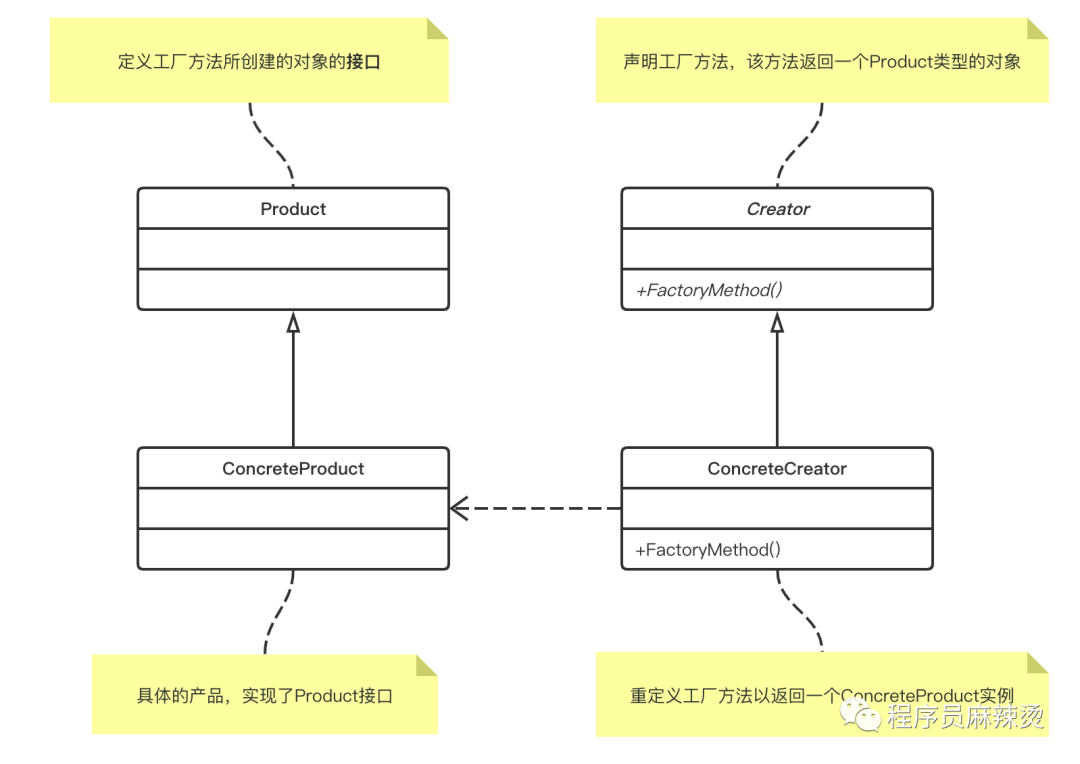 定义工厂方法所创建的对象的接口
声明工厂方法，该方法返回一个Product类型的对象
Product
Creator
+FactoryMethod()
ConcreteProduct
ConcreteCreator
+FactoryMethod()
具体的产品，实现了Product接口
重定义工厂方法以返回一个ConcreteProduct实例
程序员麻辣烫